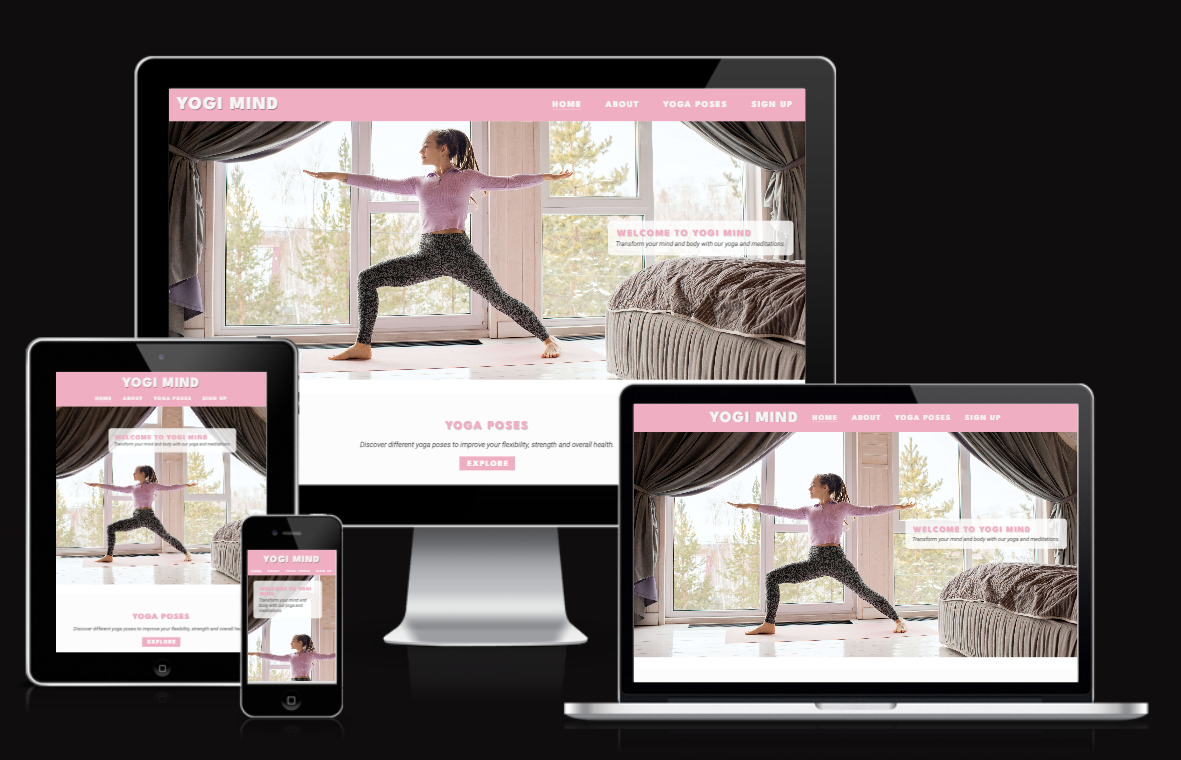 YOGI MIND
HOME ABOUT YOGA POSES SIGN UP
WELCOME TO YOGI MIND
Transform your mind and body with our yoga and meditations.
YOGA POSES
Discover different yoga poses to improve your flexibility, strength and overall health.
EXPLORE
YOGI MIND
HOME ABOUT YOGA POSES SIGN UP
WELCOME TO YOGI MIND
Transform your mind and body with our yoga and meditations.
YOGA POSES
Discover different yoga poses to improve your flexibility, strength and overall
EXPLORE
YOGI MIND
Transform your mind and
body with our yoga and
meditations.
YOGI MIND HOME ABOUT YOGA POSES SIGN UP
WELCOME TO YOGI MIND
Transform your mind and body with our yoga and meditations.